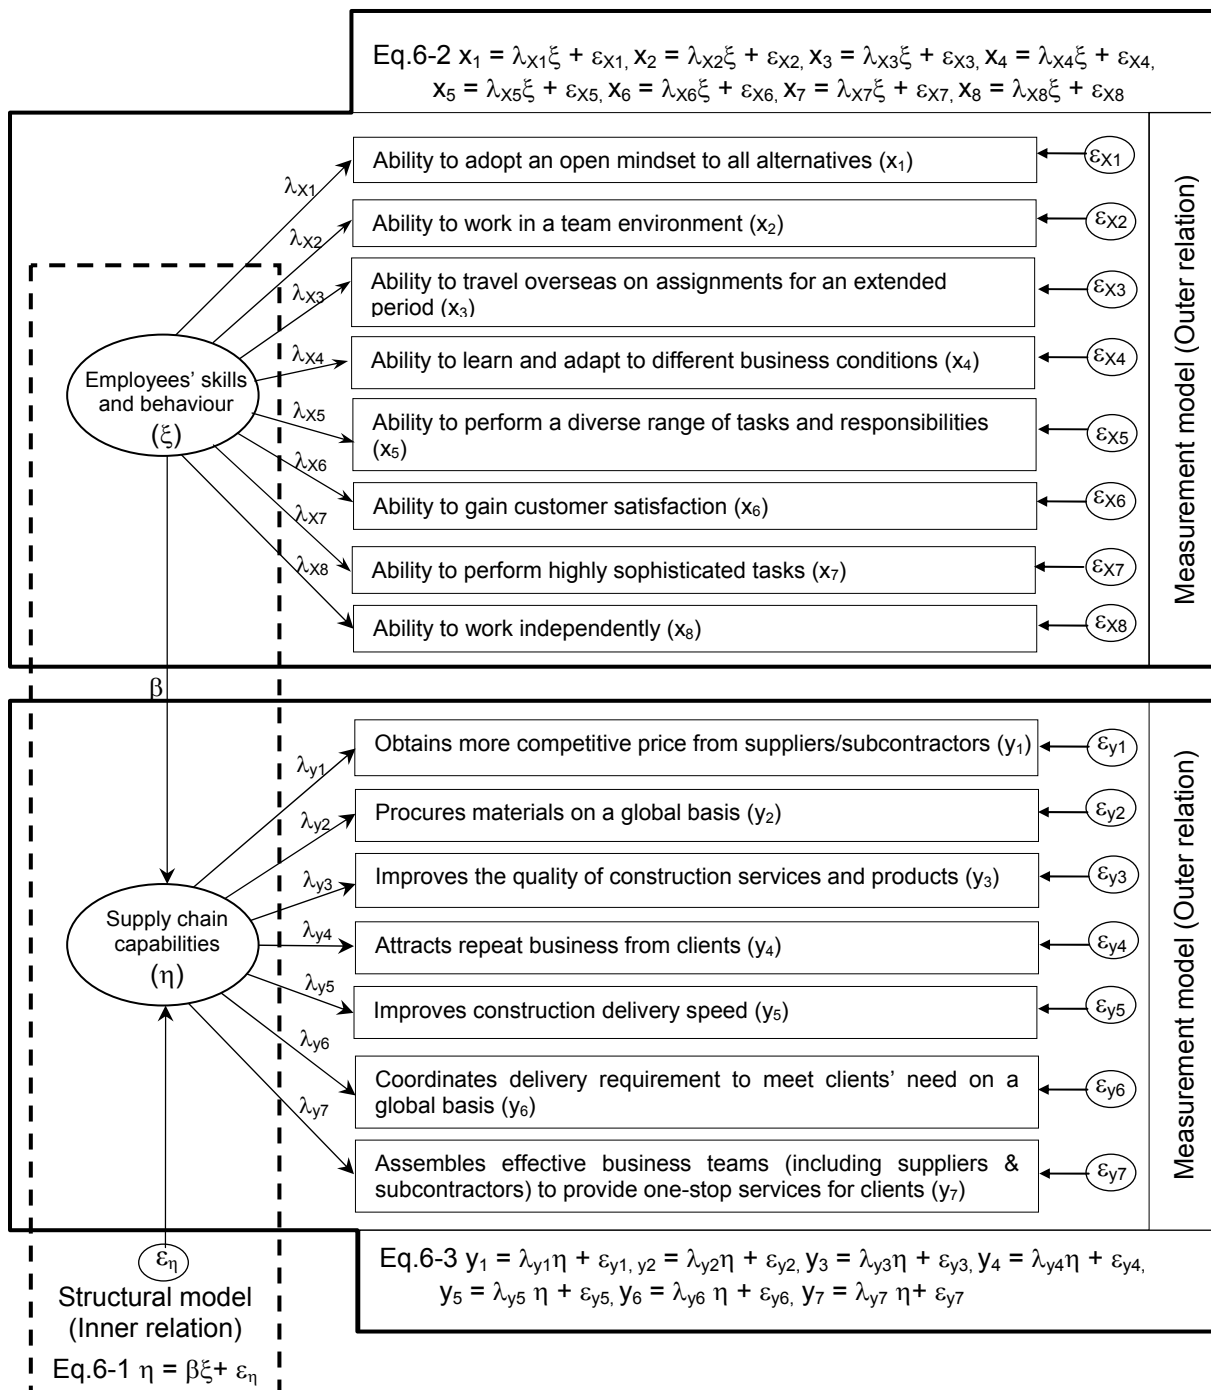 Eq.6-2 x₁ = λX1ξ + εX1, x₂ = λX2ξ + εX2, x₃ = λX3ξ + εX3, x₄ = λX4ξ + εX4,
x₅ = λX5ξ + εX5, x₆ = λX6ξ + εX6, x₇ = λX7ξ + εX7, x₈ = λX8ξ + εX8
Measurement model (Outer relation)
λX1
Ability to adopt an open mindset to all alternatives (x₁)
εX1
λX2
Ability to work in a team environment (x₂)
εX2
λX3
Ability to travel overseas on assignments for an extended
period (x₃)
εX3
λX4
Ability to learn and adapt to different business conditions (x₄)
εX4
Employees’ skills
and behaviour
(ξ)
λX5
Ability to perform a diverse range of tasks and responsibilities
(x₅)
εX5
λX6
Ability to gain customer satisfaction (x₆)
εX6
λX7
Ability to perform highly sophisticated tasks (x₇)
εX7
λX8
Ability to work independently (x₈)
εX8
β
Measurement model (Outer relation)
λy1
Obtains more competitive price from suppliers/subcontractors (y₁)
εy1
λy2
Procures materials on a global basis (y₂)
εy2
λy3
Improves the quality of construction services and products (y₃)
εy3
Supply chain
capabilities
(η)
λy4
Attracts repeat business from clients (y₄)
εy4
λy5
Improves construction delivery speed (y₅)
εy5
λy6
Coordinates delivery requirement to meet clients’ need on a
global basis (y₆)
εy6
λy7
Assembles effective business teams (including suppliers &
subcontractors) to provide one-stop services for clients (y₇)
εy7
εη
Structural model
(Inner relation)
Eq.6-1 η = βξ+ εη
Eq.6-3 y₁ = λy1η + εy1, y2 = λy2η + εy2, y₃ = λy3η + εy3, y₄ = λy4η + εy4,
y₅ = λy5 η + εy5, y₆ = λy6 η + εy6, y₇ = λy7 η+ εy7